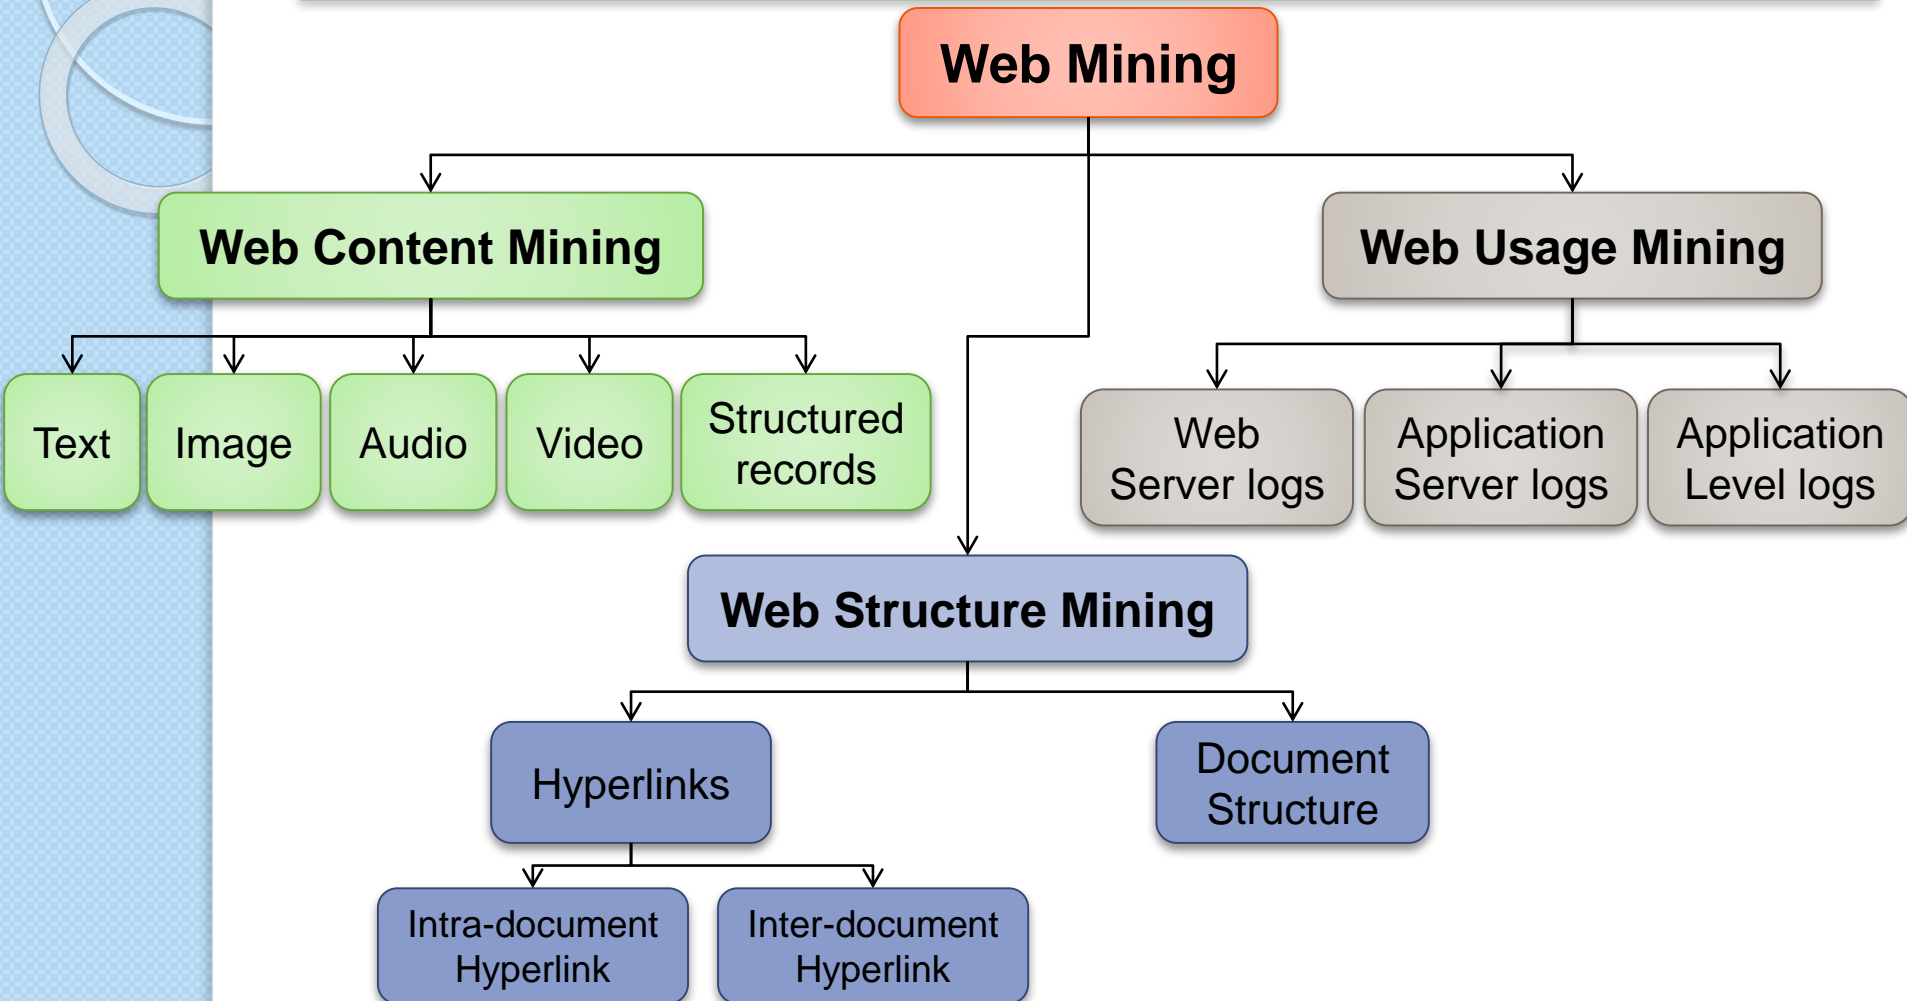 Web Mining
Web Content Mining
Web Usage Mining
Text
Image
Audio
Video
Structured
records
Web
Server logs
Application
Server logs
Application
Level logs
Web Structure Mining
Hyperlinks
Document
Structure
Intra-document
Hyperlink
Inter-document
Hyperlink